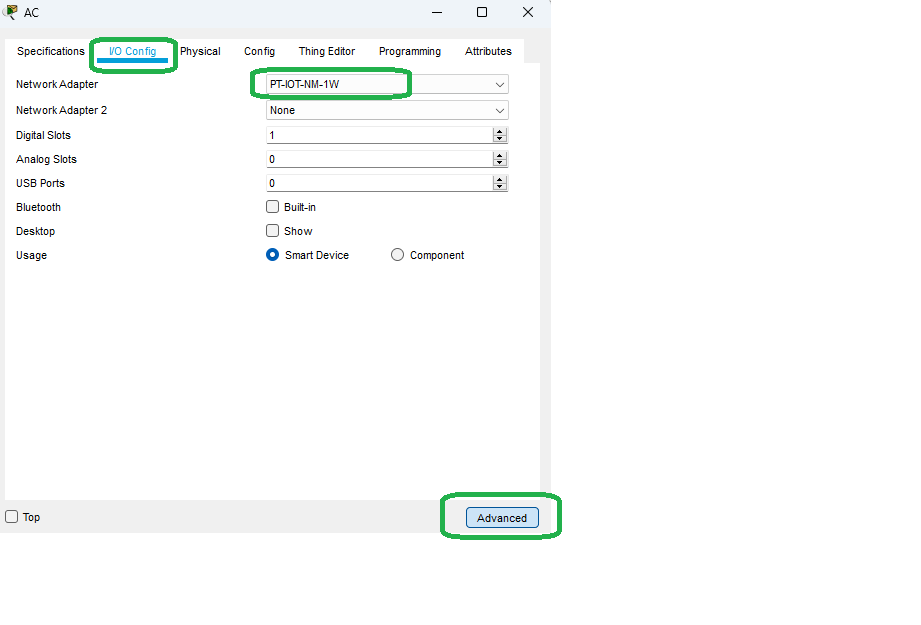 AC
Specifications I/O Config Physical Config Thing Editor Programming Attributes
Network Adapter PT-IOT-NM-1W
Network Adapter 2 None
Digital Slots 1
Analog Slots 0
USB Ports 0
Bluetooth Built-in
Desktop Show
Usage Smart Device Component
Top Advanced